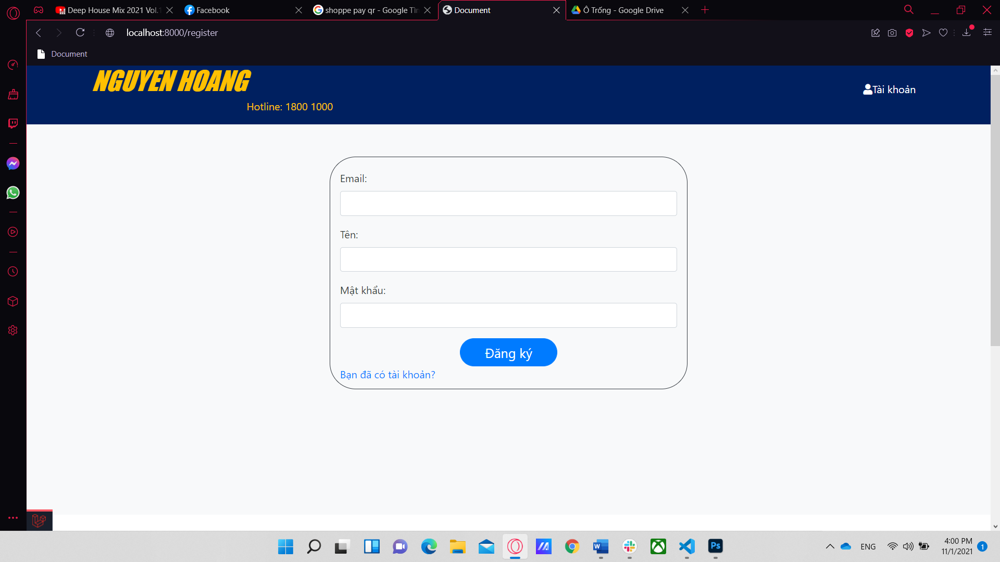 Deep House Mix 2021 Vol.
Facebook
shoppe pay qr - Google Tìm
Document
Ô Trống - Google Drive
localhost:8000/register
Document
NGUYEN HOANG
Hotline: 1800 1000
Tài khoản
Email:
Tên:
Mật khẩu:
Đăng ký
Bạn đã có tài khoản?
ENG
4:00 PM
11/1/2021
1
W
Ps